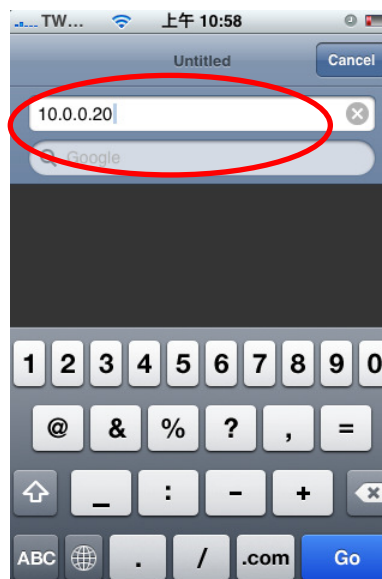 TW... 上午 10:58
Untitled Cancel
10.0.0.20
Google
1 2 3 4 5 6 7 8 9 0
@ & % ? , =
_ : - +
ABC . / .com Go